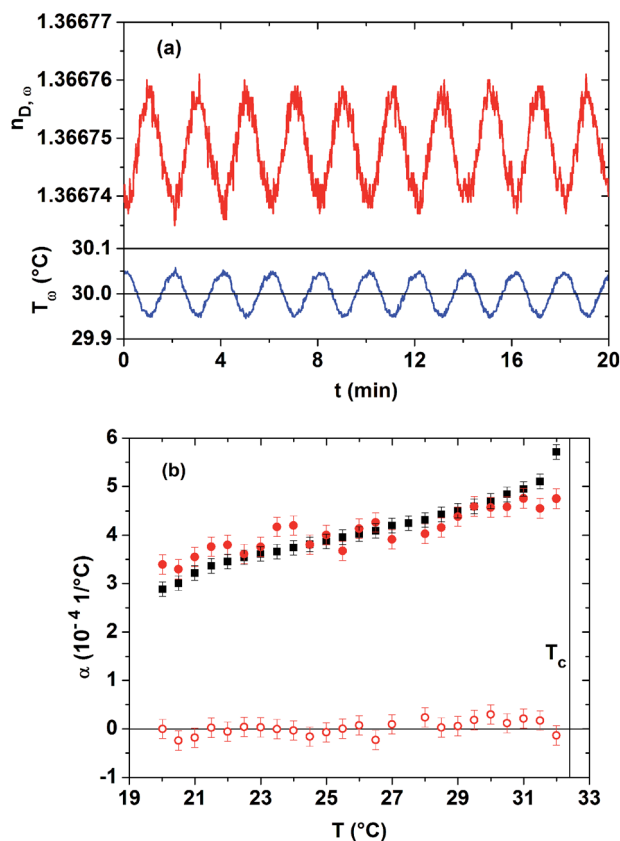 (a)
1.36677
1.36676
1.36675
1.36674
n_D, ω
30.1
30.0
29.9
T_ω (°C)
0 4 8 12 16 20
t (min)
(b)
6
5
4
3
2
1
0
-1
α (10^-4 1/°C)
T_c
19 21 23 25 27 29 31 33
T (°C)